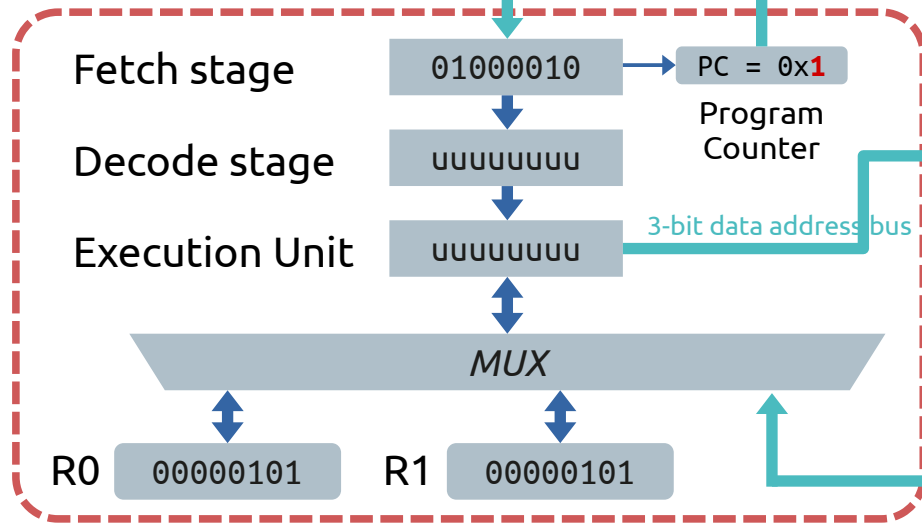 Fetch stage
01000010
PC = 0x1
Program
Counter
Decode stage
uuuuuuuu
3-bit data address bus
Execution Unit
uuuuuuuu
MUX
R0
00000101
R1
00000101